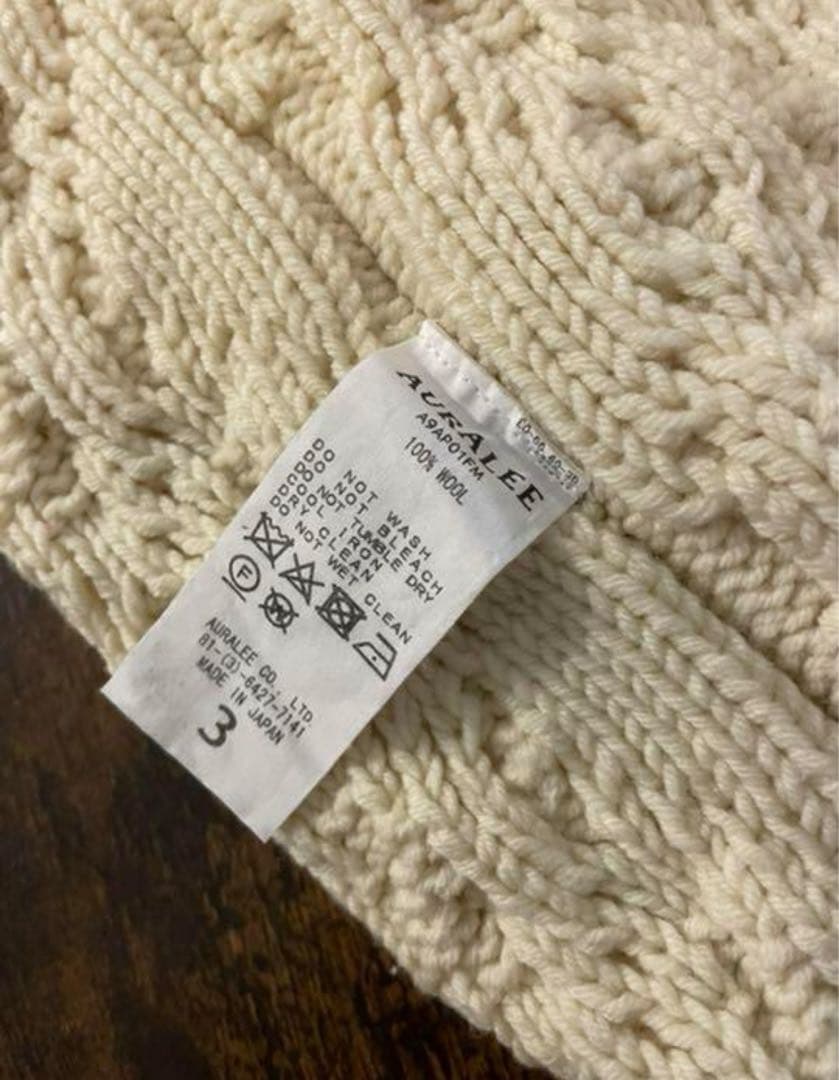 AURALEE
A9AP01FM
100% WOOL
DO NOT WASH
DO NOT BLEACH
DO NOT TUMBLE DRY
COOL IRON
DRY CLEAN
DO NOT WET CLEAN
F
W
AURALEE CO., LTD
81-(3)-6427-7141
MADE IN JAPAN
3